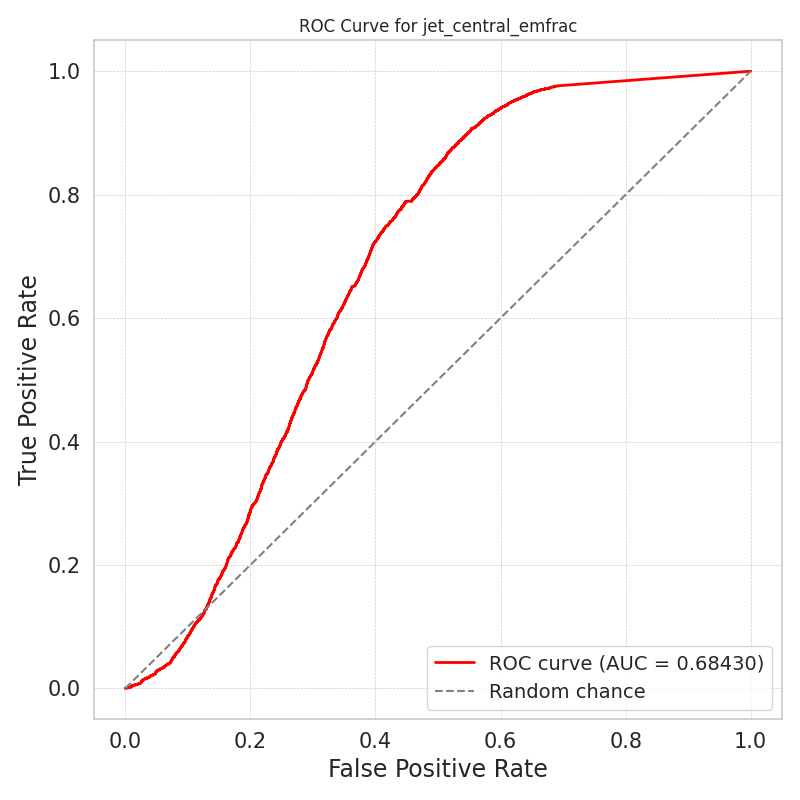 ROC Curve for jet_central_emfrac
True Positive Rate
1.0
0.8
0.6
0.4
0.2
0.0
0.0 0.2 0.4 0.6 0.8 1.0
False Positive Rate
ROC curve (AUC = 0.68430)
Random chance